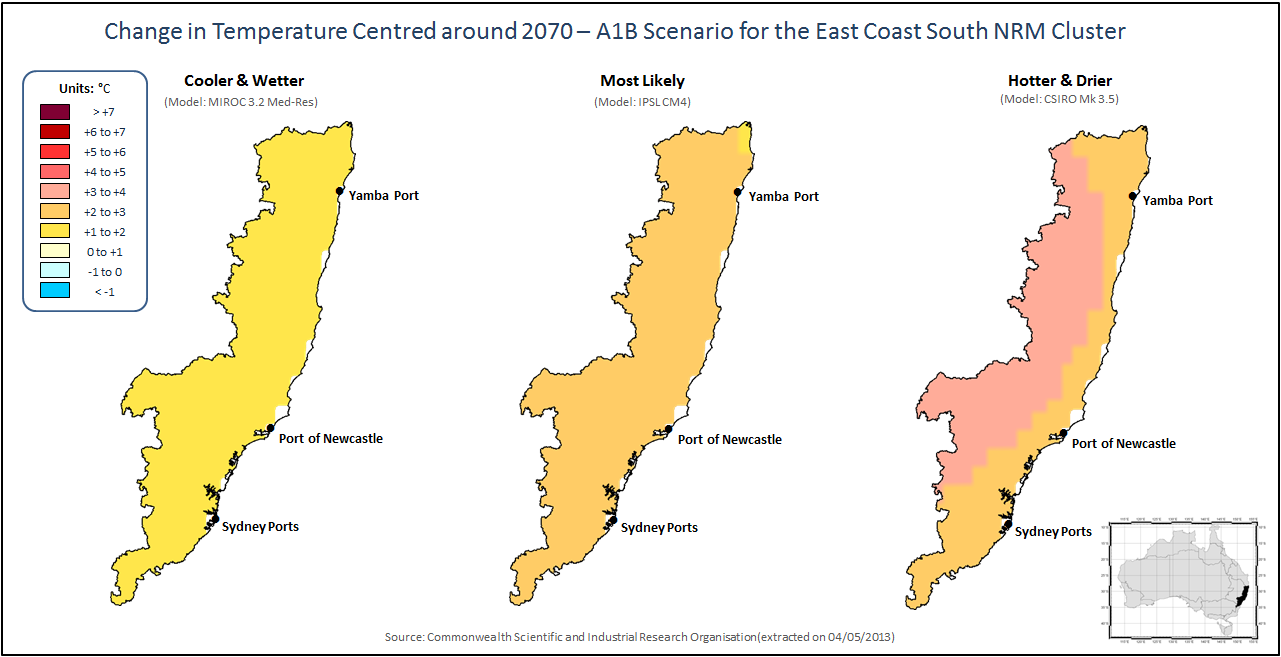 Change in Temperature Centred around 2070 – A1B Scenario for the East Coast South NRM Cluster
Units: °C
> +7
+6 to +7
+5 to +6
+4 to +5
+3 to +4
+2 to +3
+1 to +2
0 to +1
-1 to 0
< -1
Cooler & Wetter
(Model: MIROC 3.2 Med-Res)
Yamba Port
Port of Newcastle
Sydney Ports
Most Likely
(Model: IPSL CM4)
Yamba Port
Port of Newcastle
Sydney Ports
Hotter & Drier
(Model: CSIRO Mk 3.5)
Yamba Port
Port of Newcastle
Sydney Ports
Source: Commonwealth Scientific and Industrial Research Organisation(extracted on 04/05/2013)